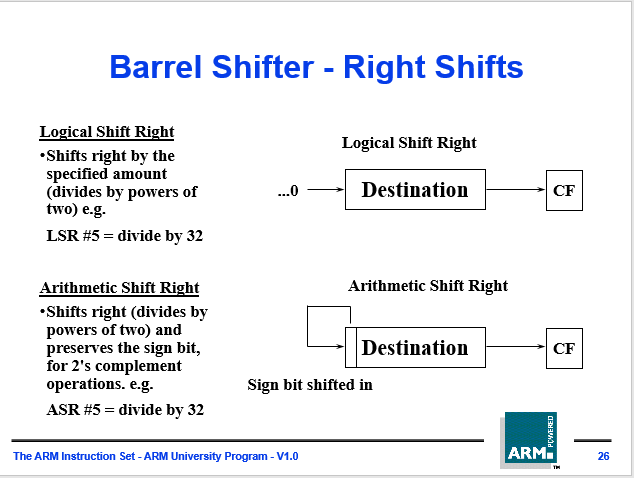 Barrel Shifter - Right Shifts
Logical Shift Right
•Shifts right by the
specified amount
(divides by powers of
two) e.g.
LSR #5 = divide by 32
Logical Shift Right
...0
Destination
CF
Arithmetic Shift Right
•Shifts right (divides by
powers of two) and
preserves the sign bit,
for 2's complement
operations. e.g.
ASR #5 = divide by 32
Arithmetic Shift Right
Destination
CF
Sign bit shifted in
The ARM Instruction Set - ARM University Program - V1.0
ARM
POWERED
TM
26